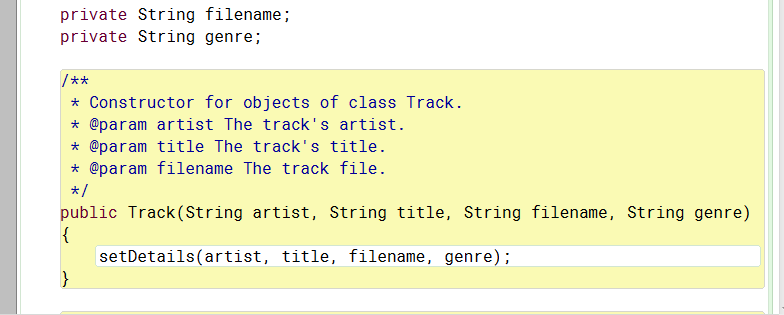 private String filename;
private String genre;
/**
* Constructor for objects of class Track.
* @param artist The track's artist.
* @param title The track's title.
* @param filename The track file.
*/
public Track(String artist, String title, String filename, String genre)
{
setDetails(artist, title, filename, genre);
}